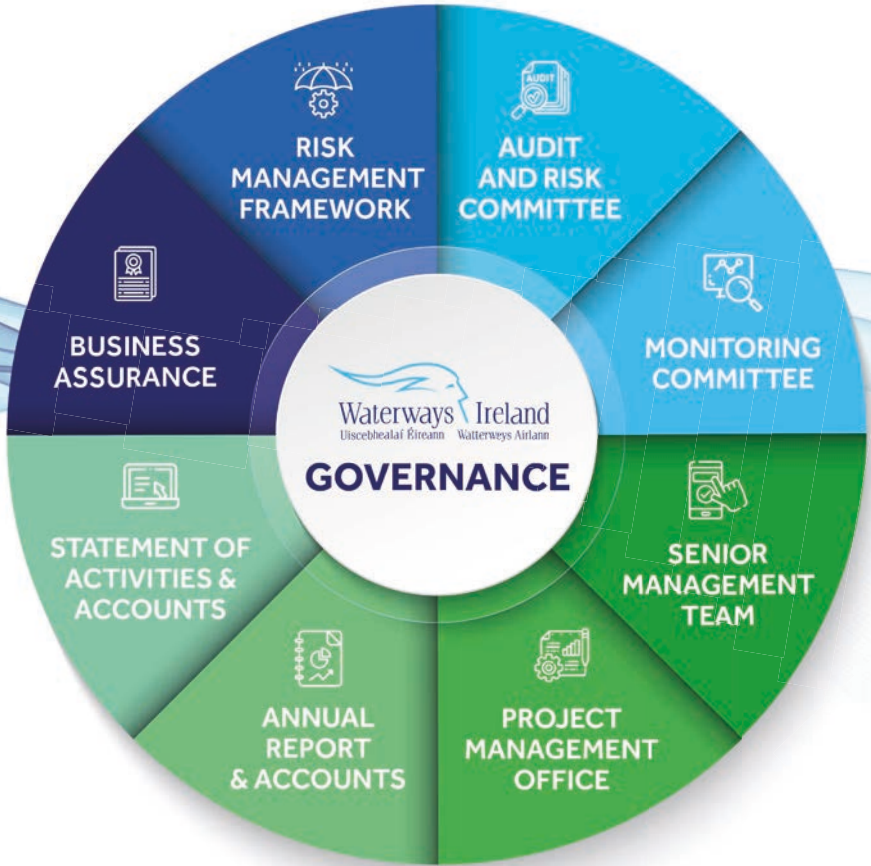 RISK
MANAGEMENT
FRAMEWORK
AUDIT
AUDIT
AND RISK
COMMITTEE
BUSINESS
ASSURANCE
MONITORING
COMMITTEE
Waterways Ireland
Uiscebhealaí Éireann Watterweys Airlann
GOVERNANCE
STATEMENT OF
ACTIVITIES &
ACCOUNTS
SENIOR
MANAGEMENT
TEAM
ANNUAL
REPORT
& ACCOUNTS
PROJECT
MANAGEMENT
OFFICE